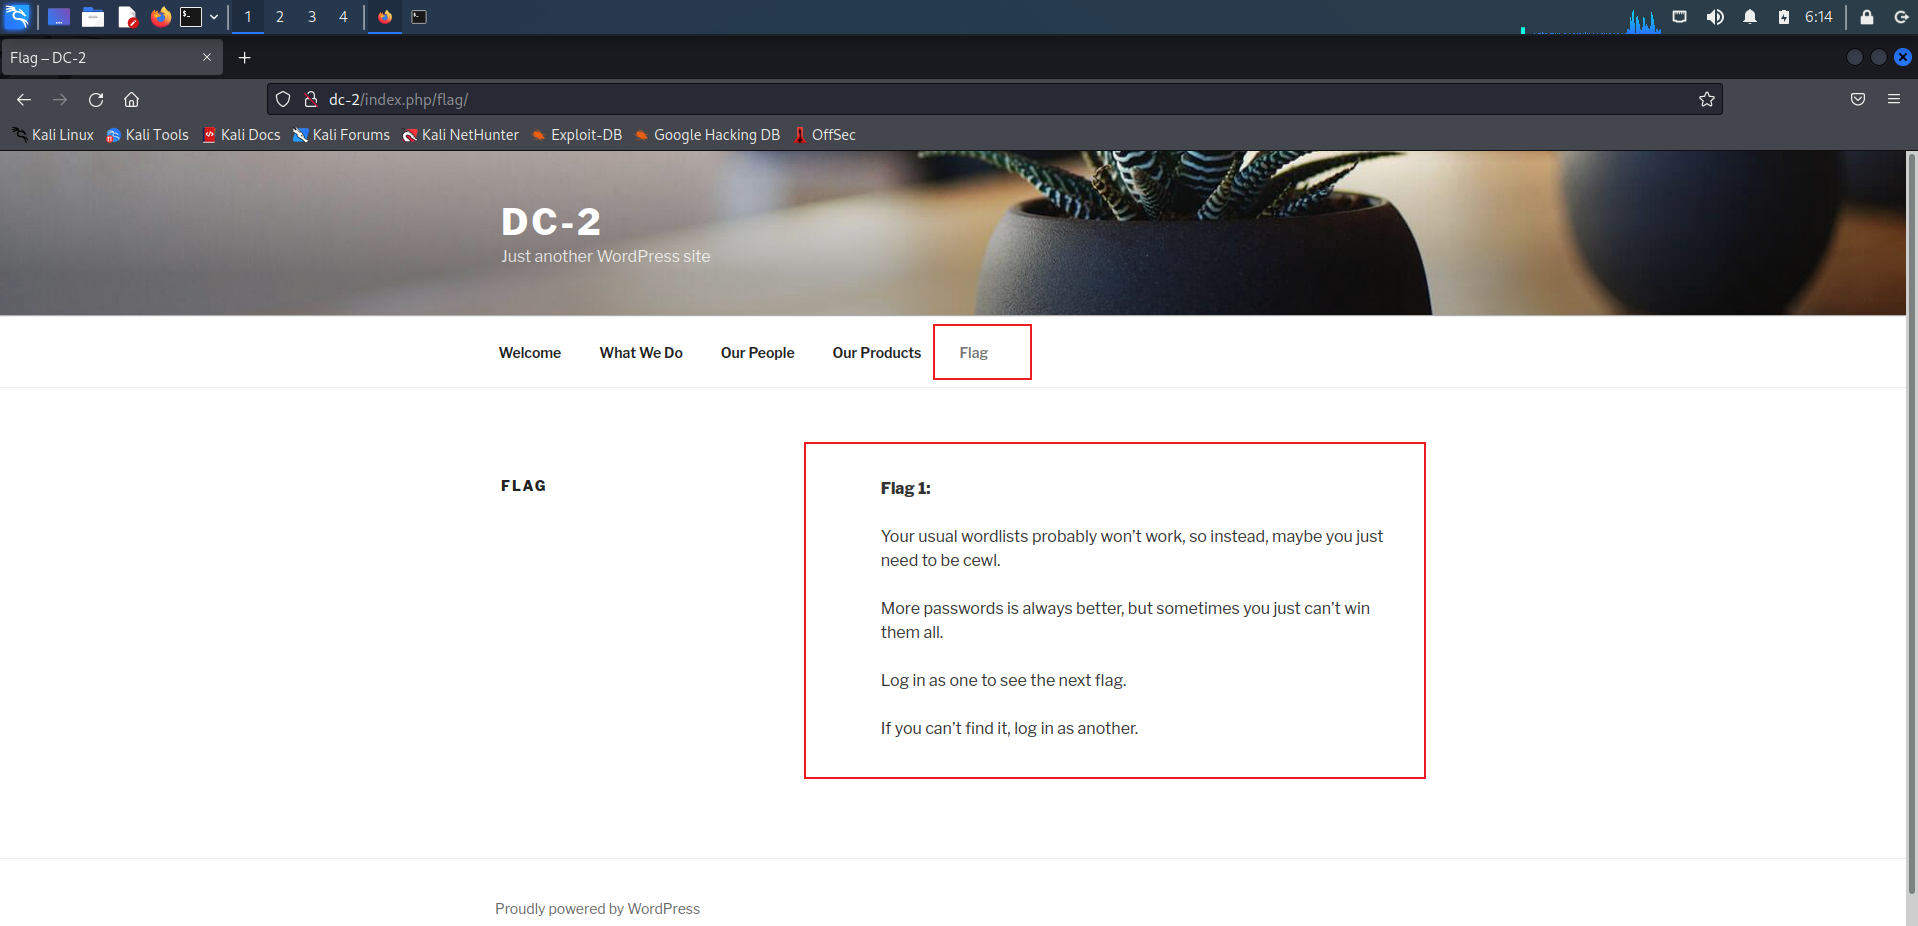 1 2 3 4 6:14
Flag – DC-2
dc-2/index.php/flag/
Kali Linux Kali Tools Kali Docs Kali Forums Kali NetHunter Exploit-DB Google Hacking DB OffSec
DC-2
Just another WordPress site
Welcome What We Do Our People Our Products Flag
FLAG
Flag 1:
Your usual wordlists probably won’t work, so instead, maybe you just
need to be cewl.
More passwords is always better, but sometimes you just can’t win
them all.
Log in as one to see the next flag.
If you can’t find it, log in as another.
Proudly powered by WordPress